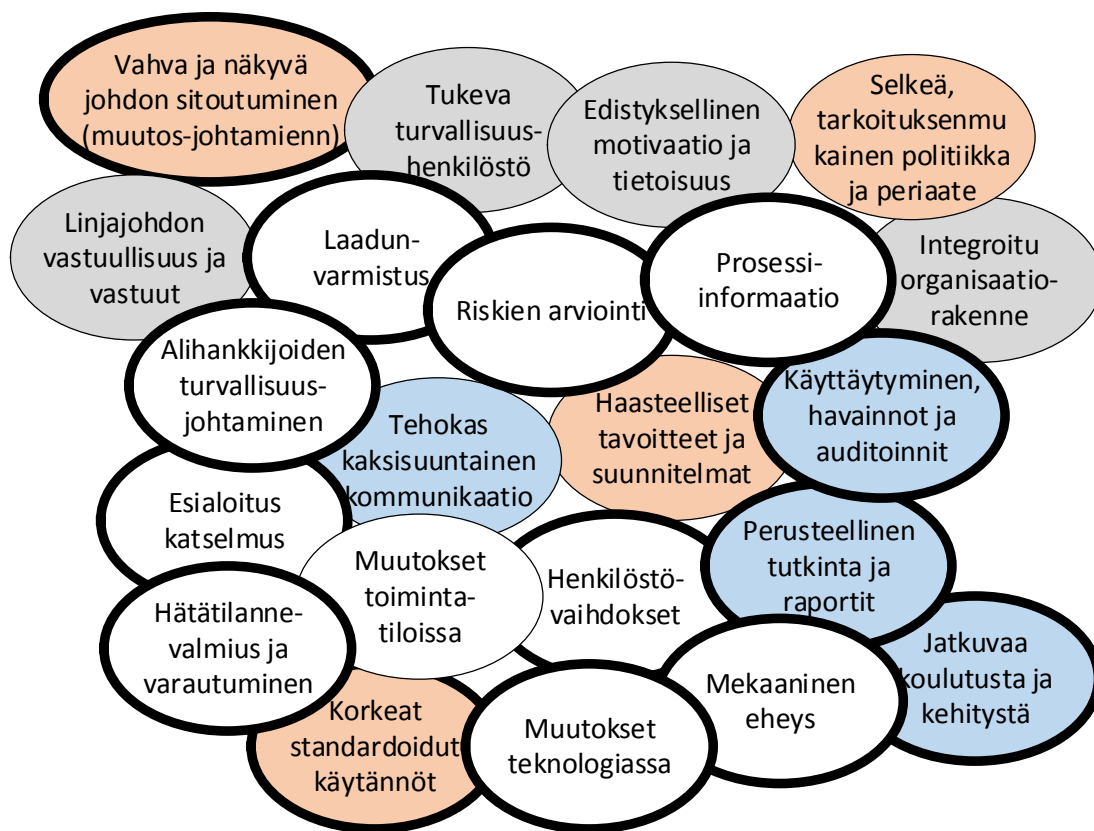 Vahva ja näkyvä
johdon sitoutuminen
(muutos-johtamienn)
Tukeva
turvallisuus-
henkilöstö
Edistyksellinen
motivaatio ja
tietoisuus
Selkeä,
tarkoituksenmu
kainen politiikka
ja periaate
Linjajohdon
vastuullisuus ja
vastuut
Laadun-
varmistus
Riskien arviointi
Prosessi-
informaatio
Integroitu
organisaatio-
rakenne
Alihankkijoiden
turvallisuus-
johtaminen
Tehokas
kaksisuuntainen
kommunikaatio
Haasteelliset
tavoitteet ja
suunnitelmat
Käyttäytyminen,
havainnot ja
auditoinnit
Esialoitus
katselmus
Muutokset
toiminta-
tiloissa
Henkilöstö-
vaihdokset
Perusteellinen
tutkinta ja
raportit
Hätätilanne-
valmius ja
varautuminen
Korkeat
standardoidut
käytännöt
Muutokset
teknologiassa
Mekaaninen
eheys
Jatkuvaa
koulutusta ja
kehitystä